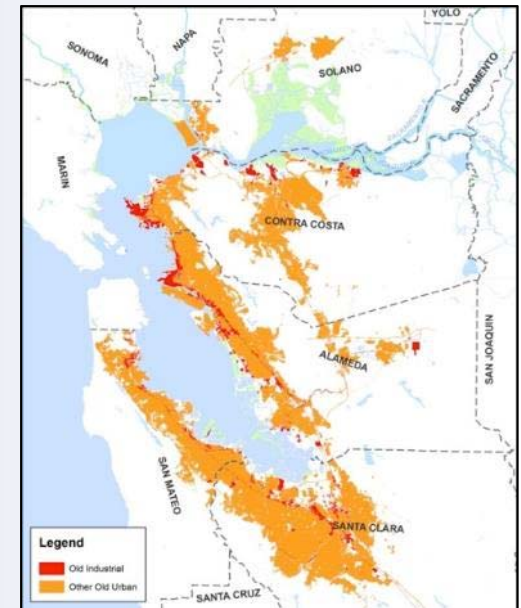 YOLO
NAPA
SONOMA
SOLANO
SACRAMENTO
SACRAMENTO
MARIN
CONTRA COSTA
SAN JOAQUIN
ALAMEDA
SAN MATEO
SANTA CLARA
Legend
Old Industrial
Other Old Urban
SANTA CRUZ